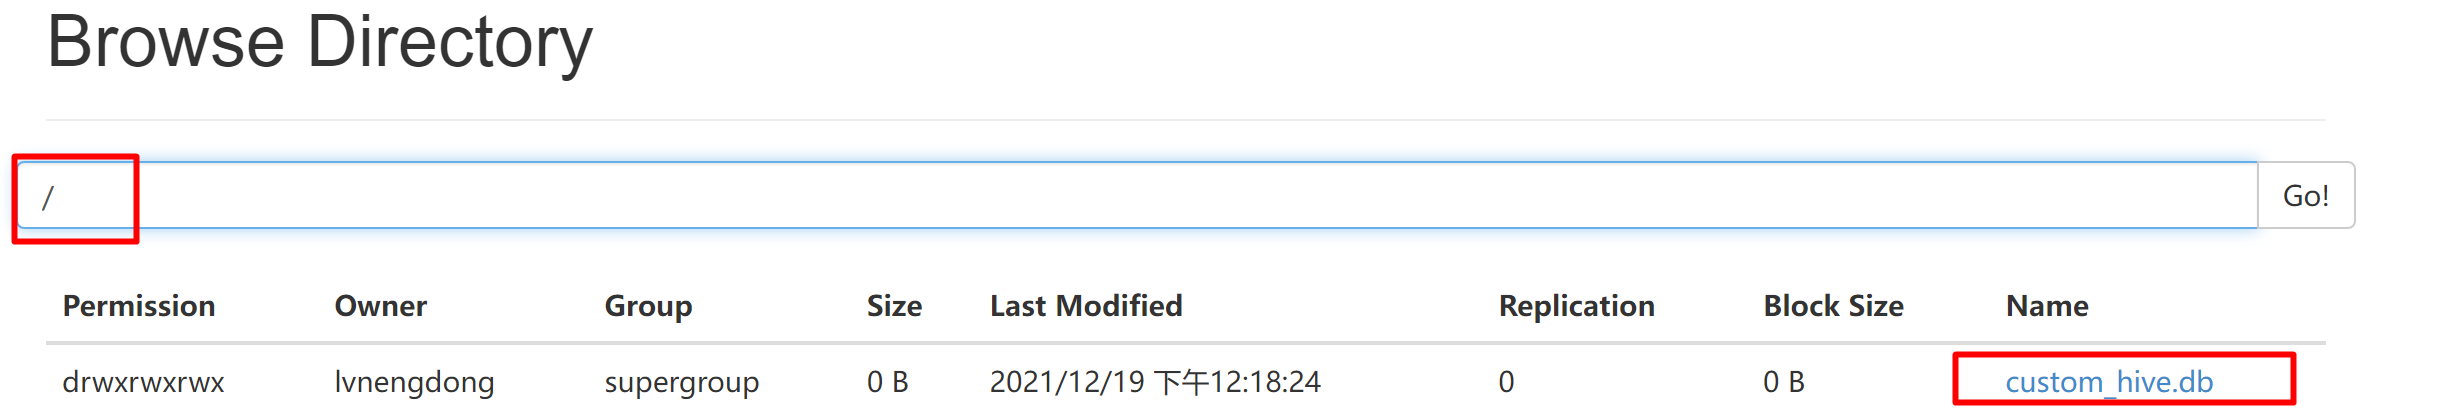 Browse Directory
/
Go!
Permission Owner Group Size Last Modified Replication Block Size Name
drwxrwxrwx lvnengdong supergroup 0 B 2021/12/19 下午12:18:24 0 0 B custom_hive.db